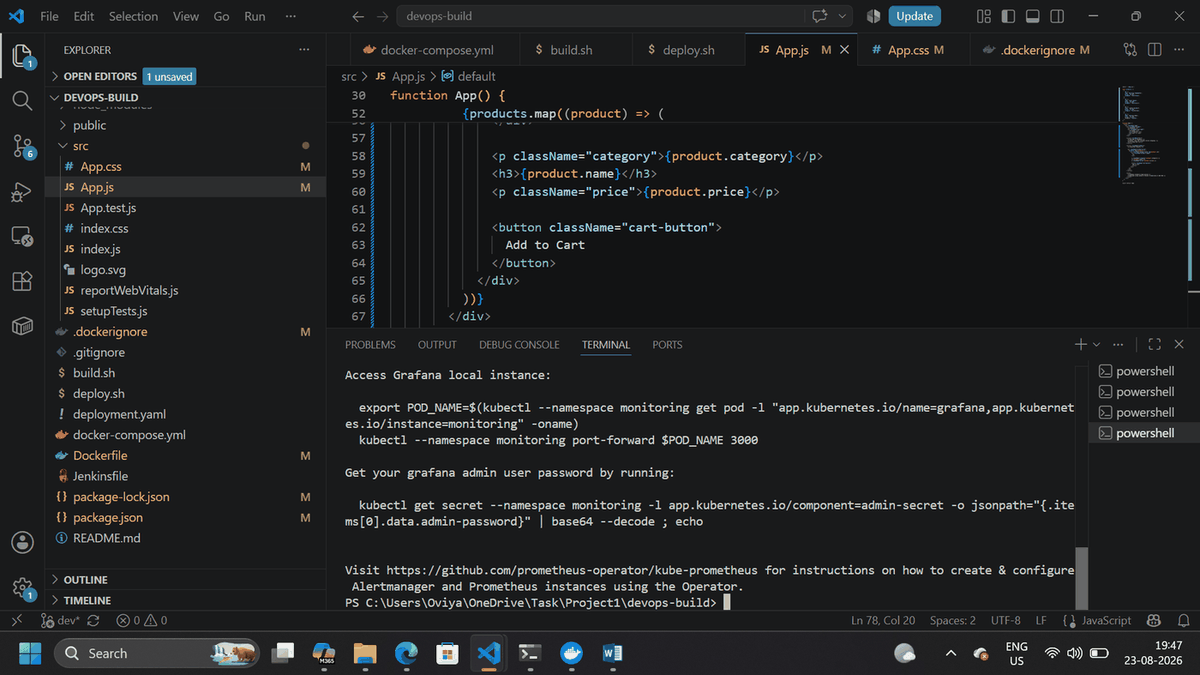 File Edit Selection View Go Run ··· devops-build Update
EXPLORER ···
OPEN EDITORS 1 unsaved
DEVOPS-BUILD
public
src
# App.css M
JS App.js M
JS App.test.js
# index.css
JS index.js
logo.svg
JS reportWebVitals.js
JS setupTests.js
.dockerignore M
.gitignore
$ build.sh
$ deploy.sh
! deployment.yaml
docker-compose.yml
Dockerfile M
Jenkinsfile
{} package-lock.json M
{} package.json M
README.md
OUTLINE
TIMELINE
1
6
1
docker-compose.yml $ build.sh $ deploy.sh JS App.js M # App.css M .dockerignore M ···
src > JS App.js > default
30 function App() {
52 {products.map((product) => (
57
58 <p className="category">{product.category}</p>
59 <h3>{product.name}</h3>
60 <p className="price">{product.price}</p>
61
62 <button className="cart-button">
63 Add to Cart
64 </button>
65 </div>
66 ))}
67 </div>
PROBLEMS OUTPUT DEBUG CONSOLE TERMINAL PORTS
Access Grafana local instance:
export POD_NAME=$(kubectl --namespace monitoring get pod -l "app.kubernetes.io/name=grafana,app.kubernet
es.io/instance=monitoring" -oname)
kubectl --namespace monitoring port-forward $POD_NAME 3000
Get your grafana admin user password by running:
kubectl get secret --namespace monitoring -l app.kubernetes.io/component=admin-secret -o jsonpath="{.ite
ms[0].data.admin-password}" | base64 --decode ; echo
Visit https://github.com/prometheus-operator/kube-prometheus for instructions on how to create & configure
Alertmanager and Prometheus instances using the Operator.
PS C:\Users\Oviya\OneDrive\Task\Project1\devops-build>
powershell
powershell
powershell
powershell
dev* 0 0 Ln 78, Col 20 Spaces: 2 UTF-8 LF {} JavaScript
Search M365 ENG
US 19:47
23-08-2026